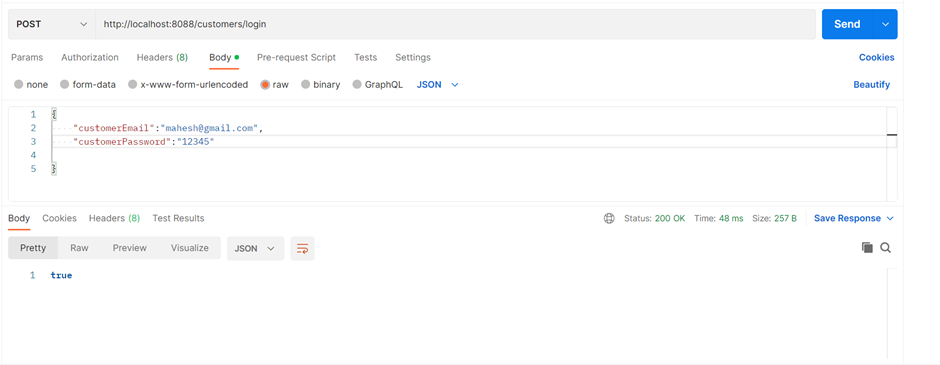 POST http://localhost:8088/customers/login Send
Params Authorization Headers (8) Body Pre-request Script Tests Settings Cookies
none form-data x-www-form-urlencoded raw binary GraphQL JSON Beautify
1 {
2 "customerEmail":"mahesh@gmail.com",
3 "customerPassword":"12345"
4
5 }
Body Cookies Headers (8) Test Results Status: 200 OK Time: 48 ms Size: 257 B Save Response
Pretty Raw Preview Visualize JSON
1 true